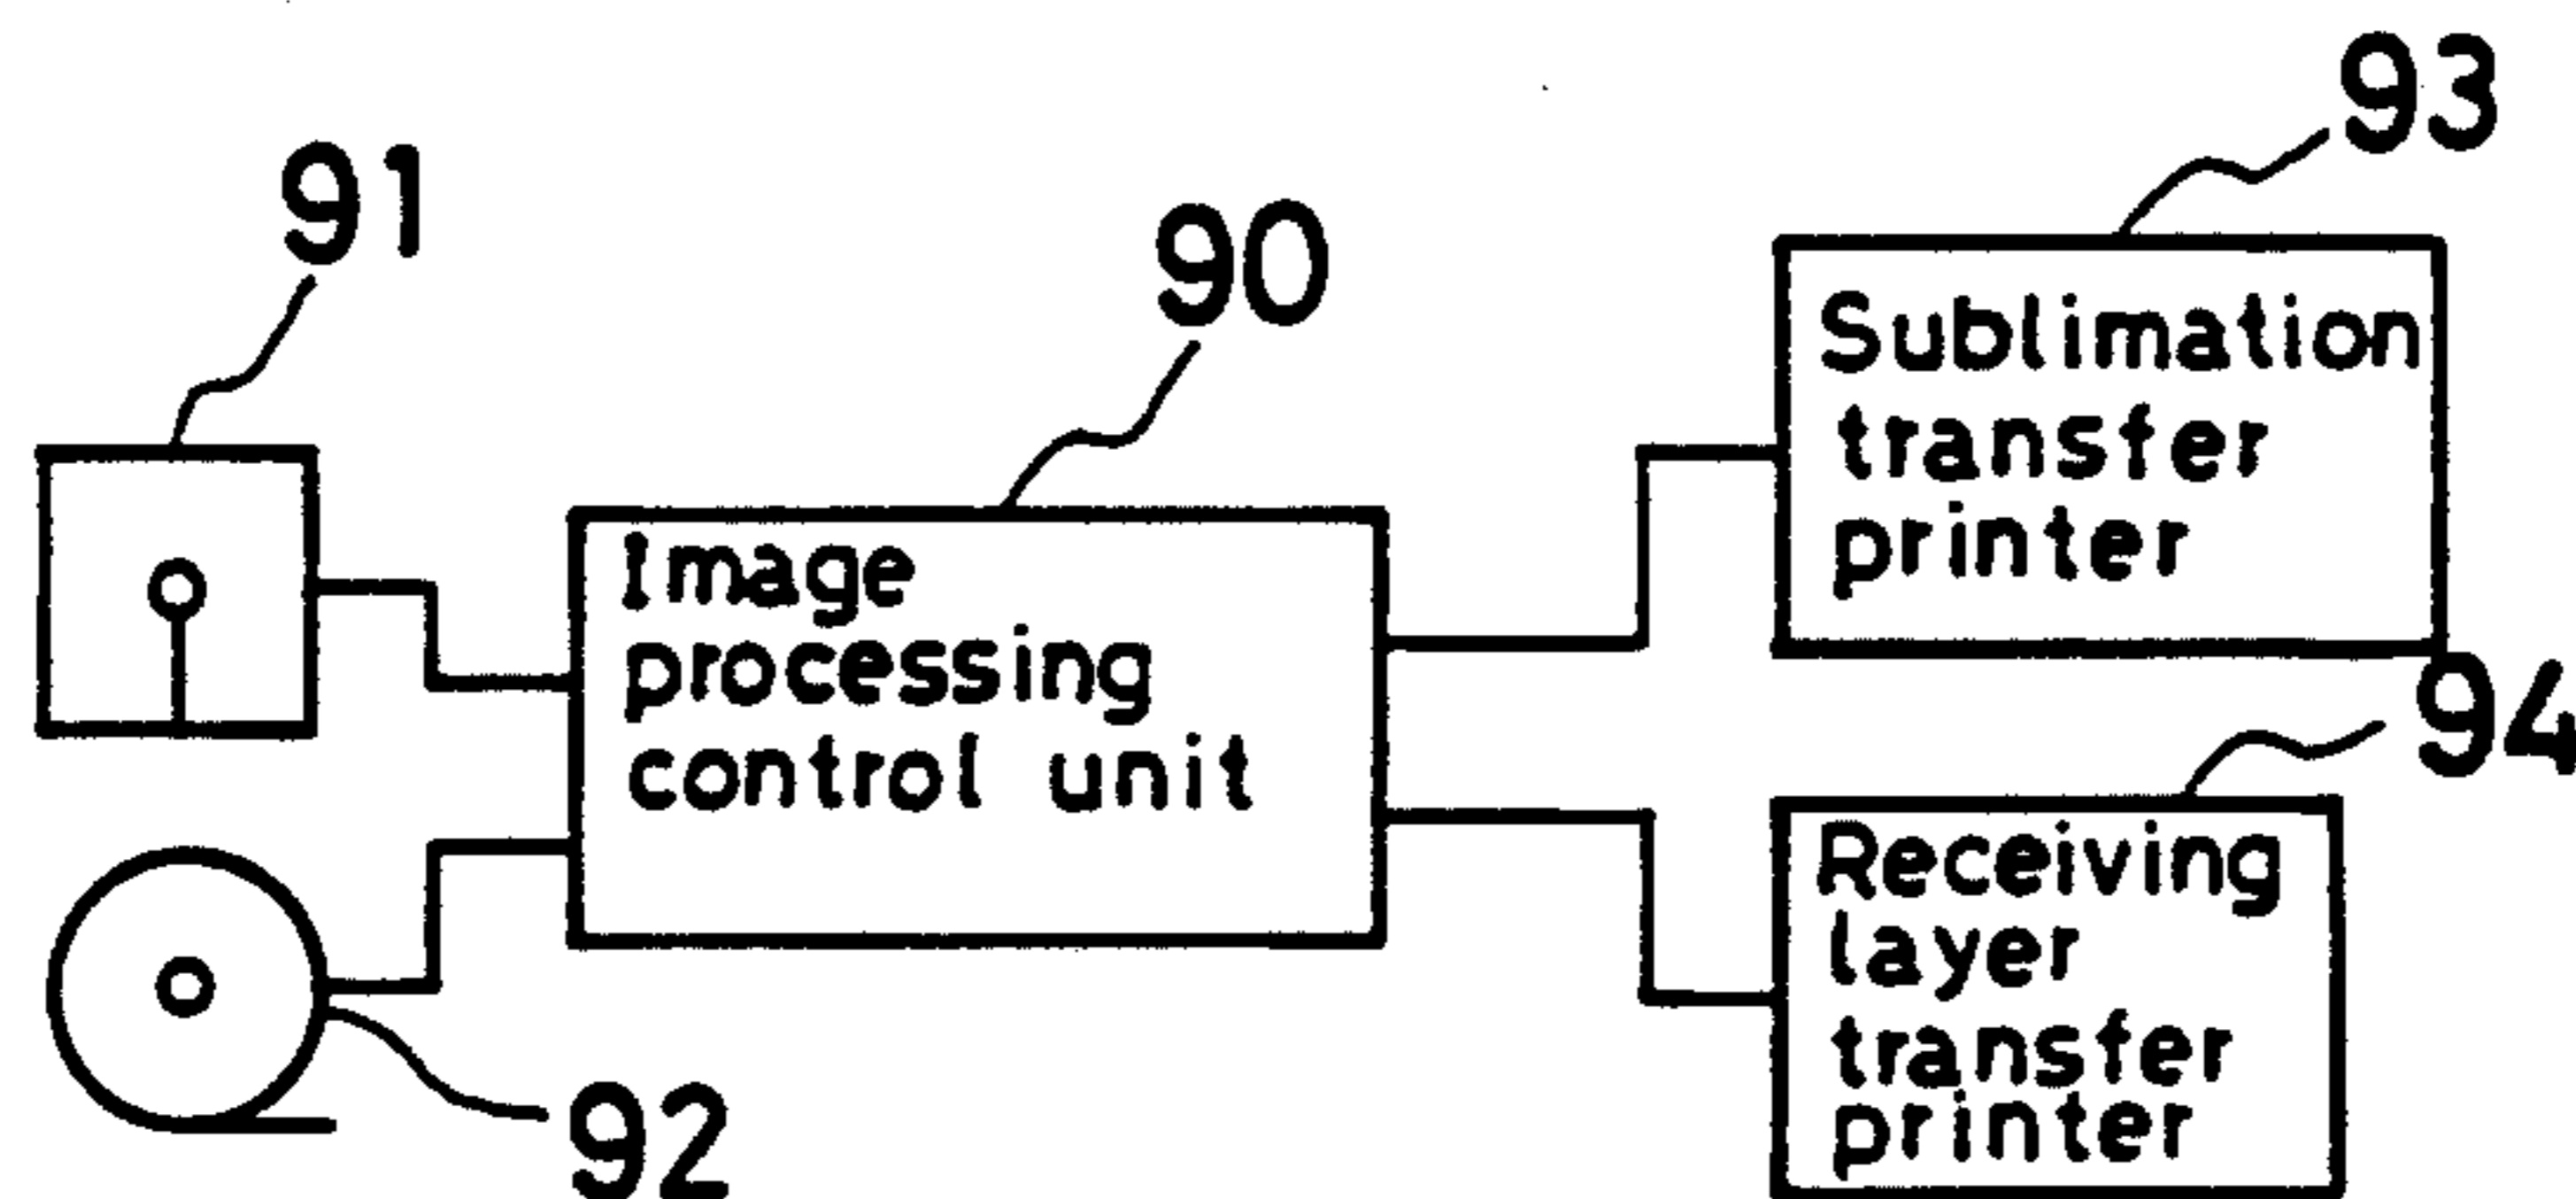 93
91
90
Sublimation
transfer
printer
Image
processing
control unit
94
Receiving
layer
transfer
printer
92